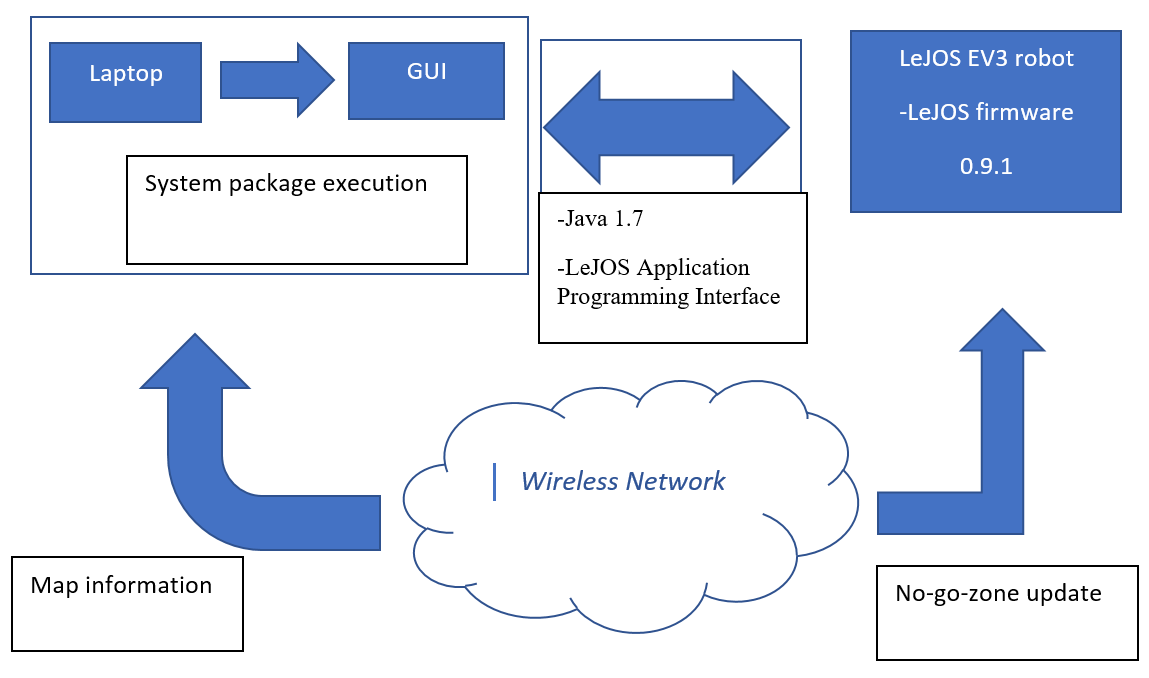 Laptop
GUI
System package execution
-Java 1.7
-LeJOS Application
Programming Interface
LeJOS EV3 robot
-LeJOS firmware
0.9.1
Wireless Network
Map information
No-go-zone update